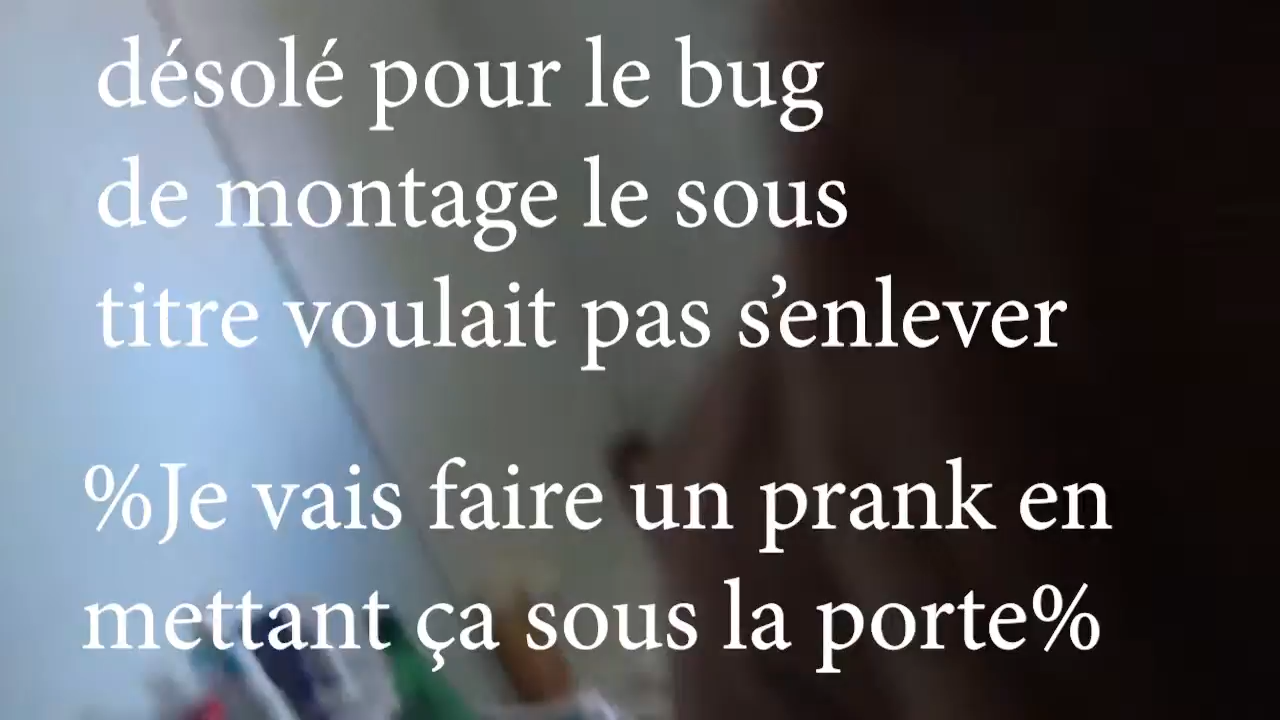 désolé pour le bug
de montage le sous
titre voulait pas s’enlever
%Je vais faire un prank en
mettant ça sous la porte%